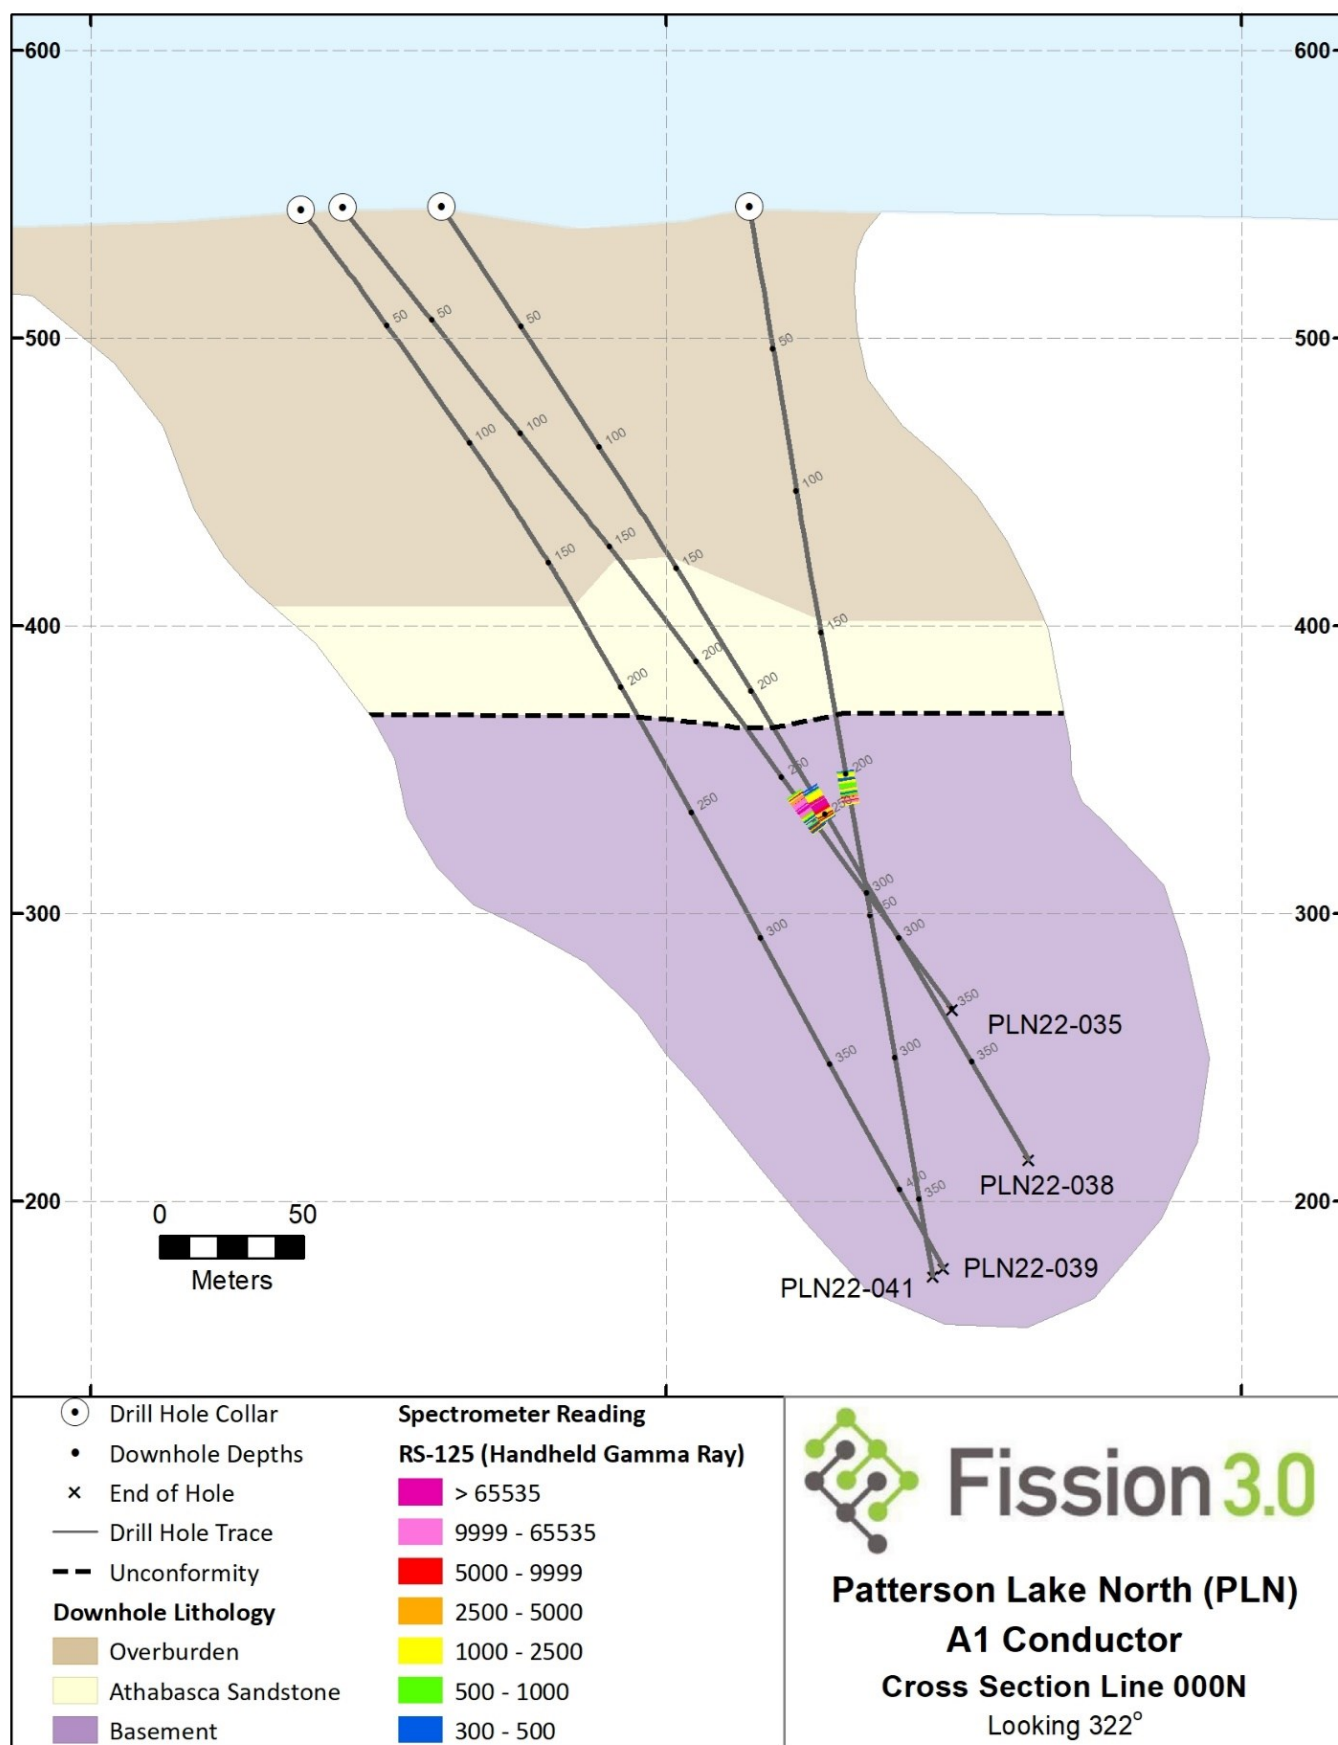 600
600
50
50
50
50
500
500
100
100
100
100
150
150
150
150
400
400
200
200
200
200
250
250
250
300
250
300
300
300
300
350
PLN22-035
300
350
350
PLN22-038
200
400
350
200
0
50
Meters
PLN22-039
PLN22-041
Drill Hole Collar
Downhole Depths
End of Hole
Drill Hole Trace
Unconformity
Downhole Lithology
Overburden
Athabasca Sandstone
Basement
Spectrometer Reading
RS-125 (Handheld Gamma Ray)
> 65535
9999 - 65535
5000 - 9999
2500 - 5000
1000 - 2500
500 - 1000
300 - 500
Fission 3.0
Patterson Lake North (PLN)
A1 Conductor
Cross Section Line 000N
Looking 322°